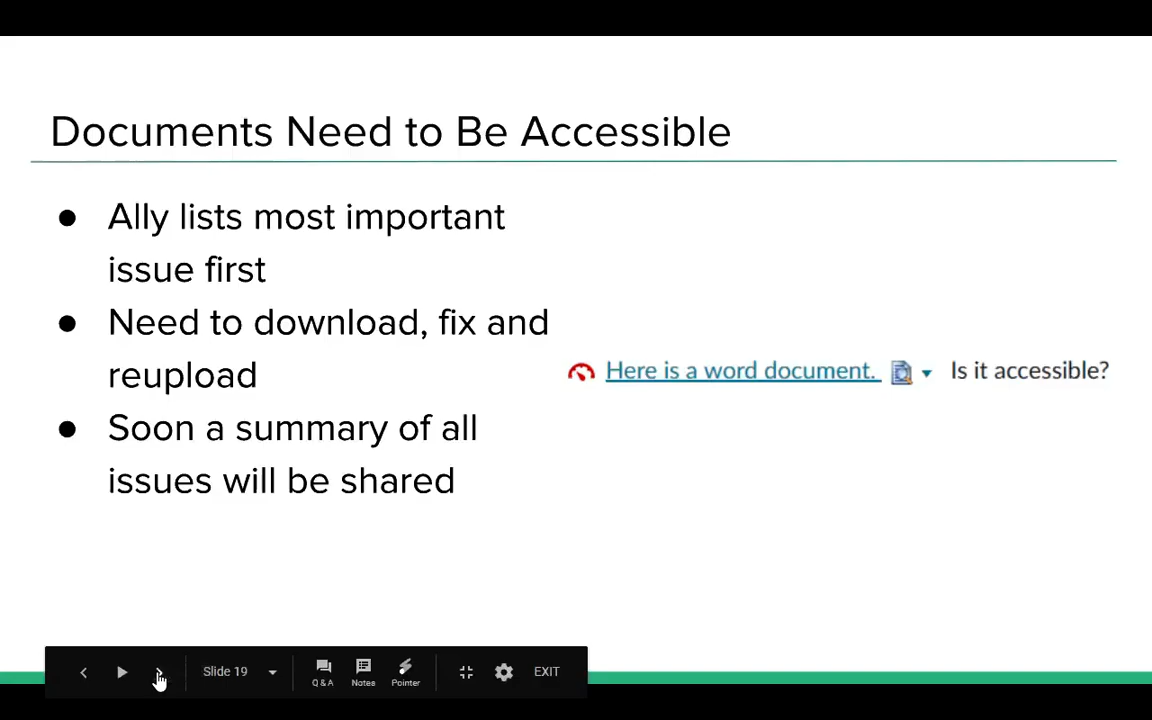 Documents Need to Be Accessible
● Ally lists most important
issue first
● Need to download, fix and
reupload
Here is a word document. Is it accessible?
● Soon a summary of all
issues will be shared
Slide 19
Q & A
Notes
Pointer
EXIT